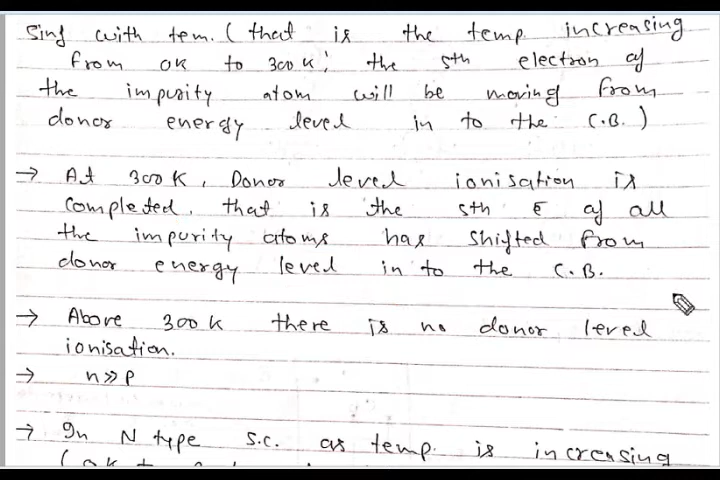 sing with tem. ( that is the temp increasing
from 0K to 300K, the 5th electron of
the impurity atom will be moving from
donor energy level in to the C.B. )
→ At 300K, Donor level ionisation is
completed. that is the 5th e of all
the impurity atoms has shifted from
donor energy level in to the C.B.
→ Above 300K there is no donor level
ionisation.
→ n >> p
→ In N type S.C. as temp. is increasing